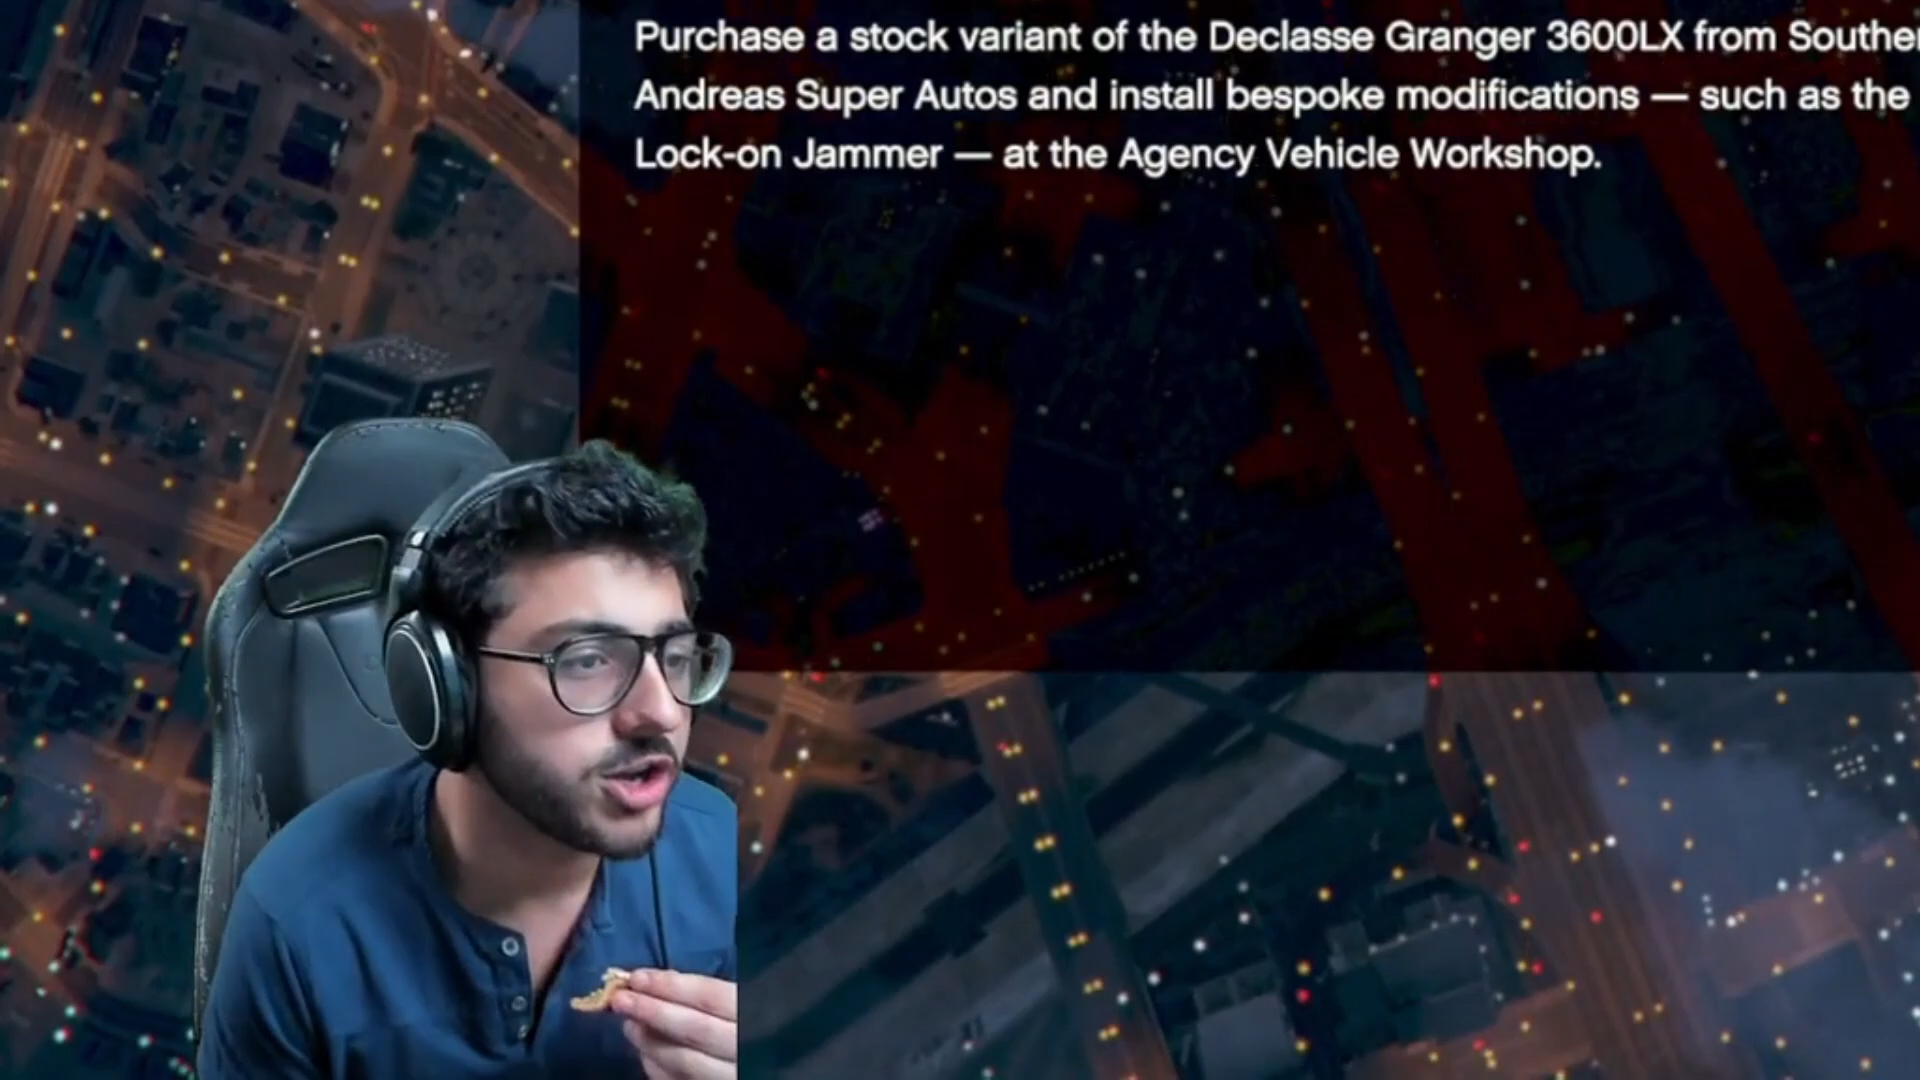 Purchase a stock variant of the Declasse Granger 3600LX from
Andreas Super Autos and install bespoke modifications — such as the
Lock-on Jammer — at the Agency Vehicle Workshop.